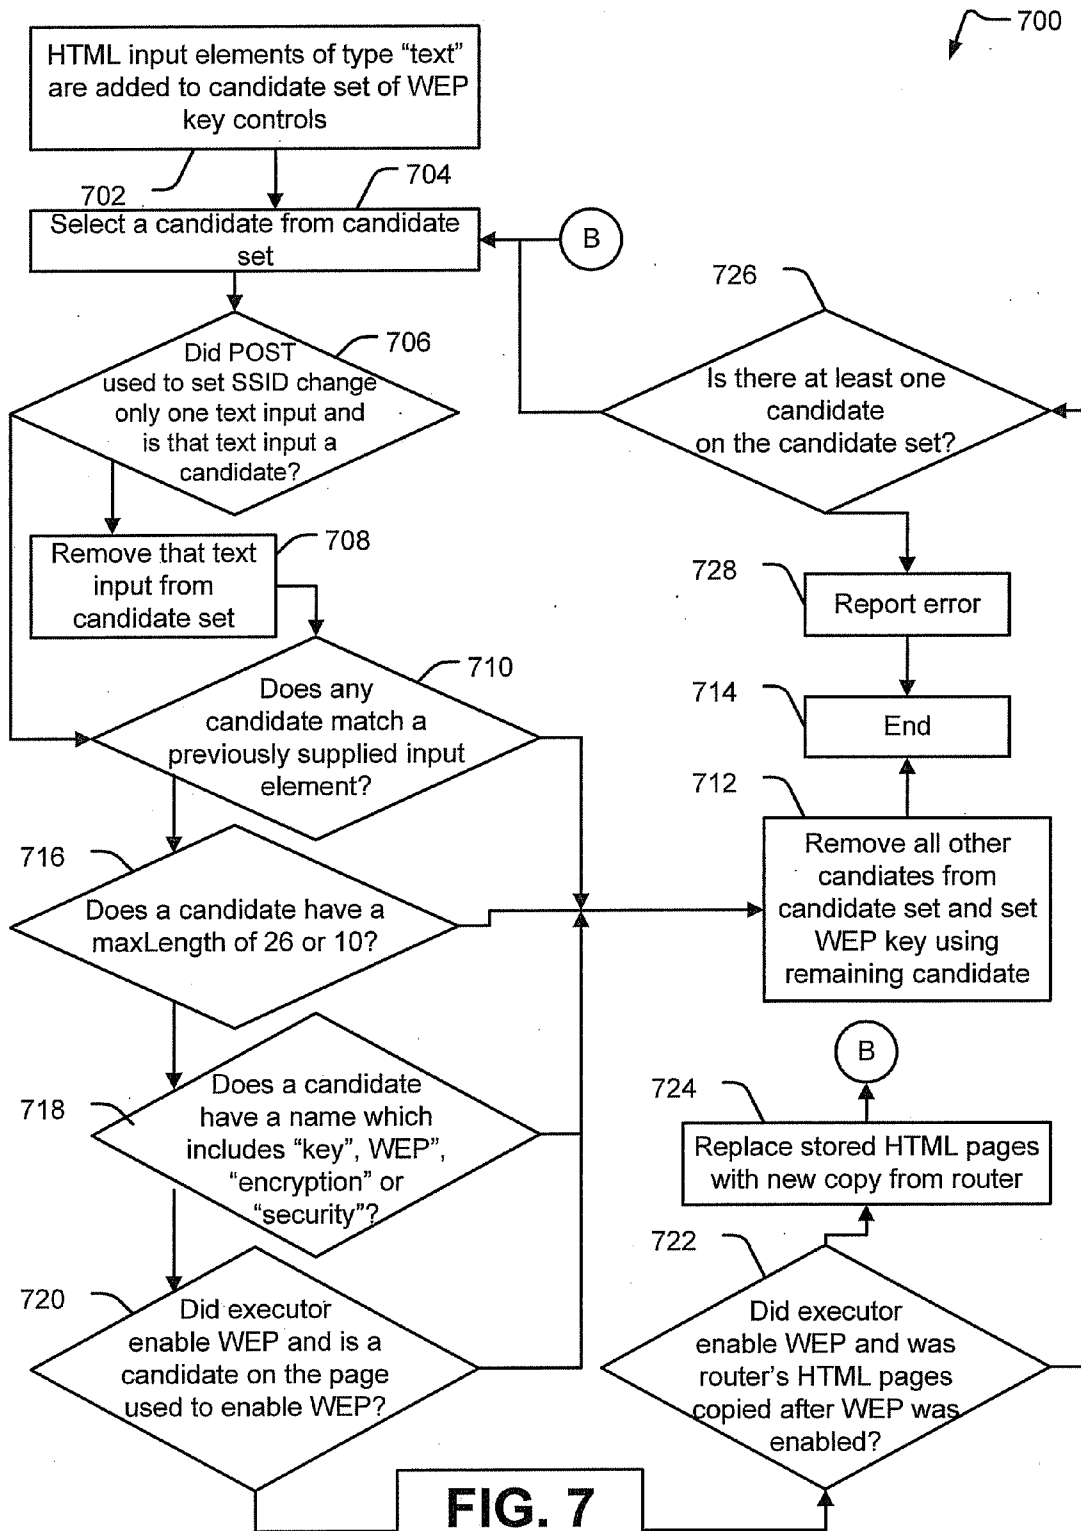 700
HTML input elements of type “text”
are added to candidate set of WEP
key controls
702
704
Select a candidate from candidate
set
B
706
Did POST
used to set SSID change
only one text input and
is that text input a
candidate?
708
Remove that text
input from
candidate set
710
Does any
candidate match a
previously supplied input
element?
716
Does a candidate have a
maxLength of 26 or 10?
718
Does a candidate
have a name which
includes “key”, WEP”,
“encryption” or
“security”?
720
Did executor
enable WEP and is a
candidate on the page
used to enable WEP?
726
Is there at least one
candidate
on the candidate set?
728
Report error
714
End
712
Remove all other
candiates from
candidate set and set
WEP key using
remaining candidate
B
724
Replace stored HTML pages
with new copy from router
722
Did executor
enable WEP and was
router’s HTML pages
copied after WEP was
enabled?
FIG. 7